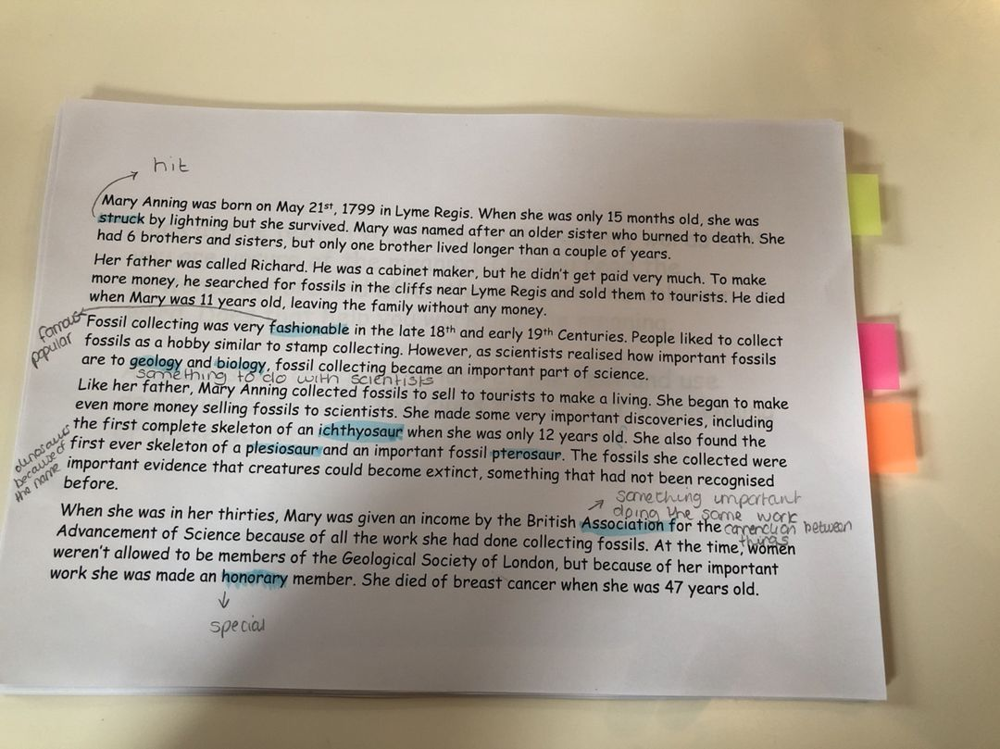 hit
Mary Anning was born on May 21st, 1799 in Lyme Regis. When she was only 15 months old, she was
struck by lightning but she survived. Mary was named after an older sister who burned to death. She
had 6 brothers and sisters, but only one brother lived longer than a couple of years.
Her father was called Richard. He was a cabinet maker, but he didn't get paid very much. To make
more money, he searched for fossils in the cliffs near Lyme Regis and sold them to tourists. He died
when Mary was 11 years old, leaving the family without any money.
famous
popular
Fossil collecting was very fashionable in the late 18th and early 19th Centuries. People liked to collect
fossils as a hobby similar to stamp collecting. However, as scientists realised how important fossils
are to geology and biology, fossil collecting became an important part of science.
something to do with scientists
Like her father, Mary Anning collected fossils to sell to tourists to make a living. She began to make
even more money selling fossils to scientists. She made some very important discoveries, including
the first complete skeleton of an ichthyosaur when she was only 12 years old. She also found the
first ever skeleton of a plesiosaur and an important fossil pterosaur. The fossils she collected were
important evidence that creatures could become extinct, something that had not been recognised
before.
because of
the name
something important
doing the same work
between
things
When she was in her thirties, Mary was given an income by the British Association for the
Advancement of Science because of all the work she had done collecting fossils. At the time, women
weren't allowed to be members of the Geological Society of London, but because of her important
work she was made an honorary member. She died of breast cancer when she was 47 years old.
special